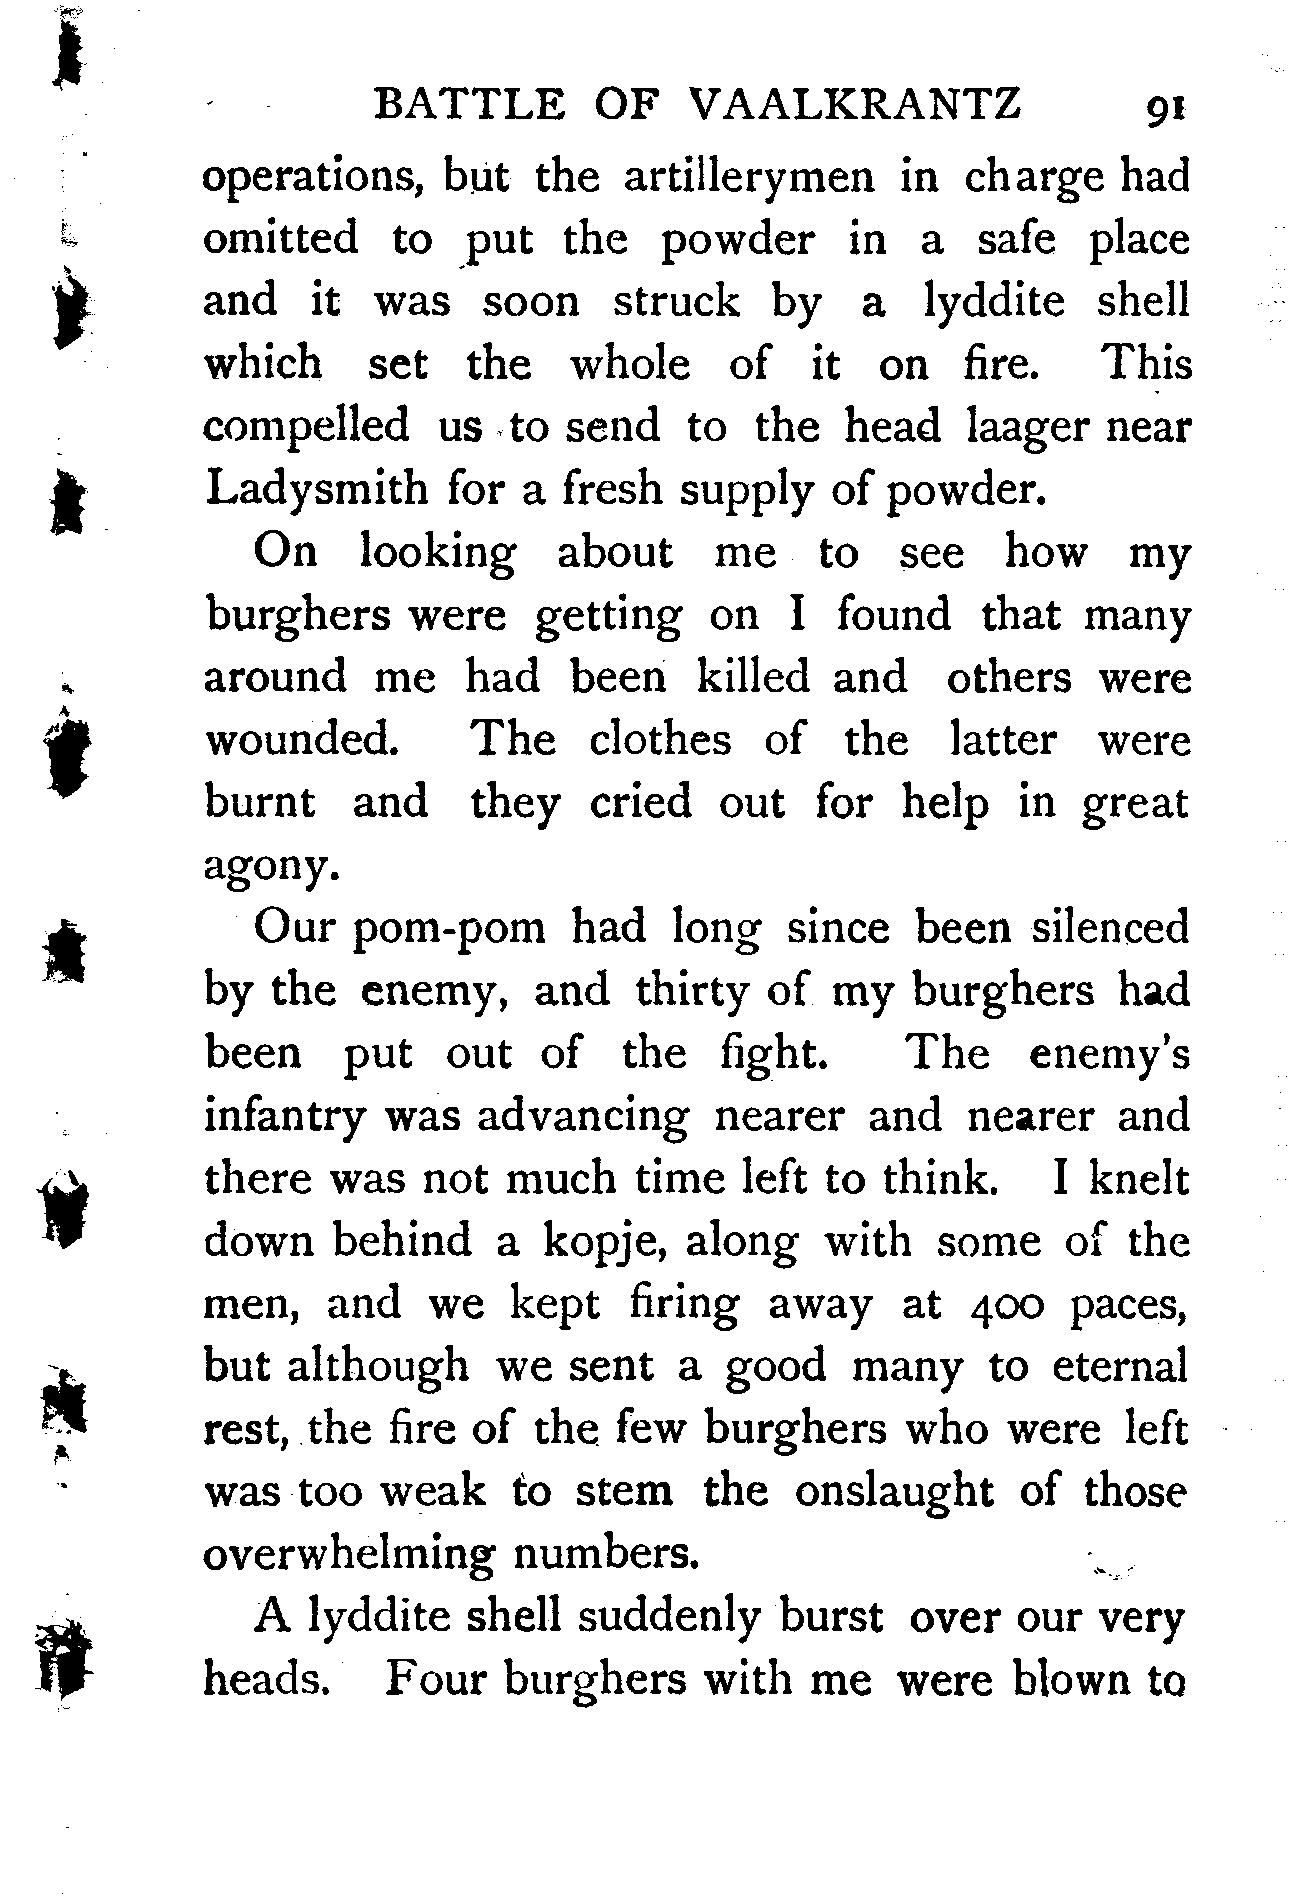 BATTLE OF VAALKRANTZ 91
operations, but the artillerymen in charge had
omitted to put the powder in a safe place
and it was soon struck by a lyddite shell
which set the whole of it on fire. This
compelled us to send to the head laager near
Ladysmith for a fresh supply of powder.
On looking about me to see how my
burghers were getting on I found that many
around me had been killed and others were
wounded. The clothes of the latter were
burnt and they cried out for help in great
agony.
Our pom-pom had long since been silenced
by the enemy, and thirty of my burghers had
been put out of the fight. The enemy's
infantry was advancing nearer and nearer and
there was not much time left to think. I knelt
down behind a kopje, along with some of the
men, and we kept firing away at 400 paces,
but although we sent a good many to eternal
rest, the fire of the few burghers who were left
was too weak to stem the onslaught of those
overwhelming numbers.
A lyddite shell suddenly burst over our very
heads. Four burghers with me were blown to